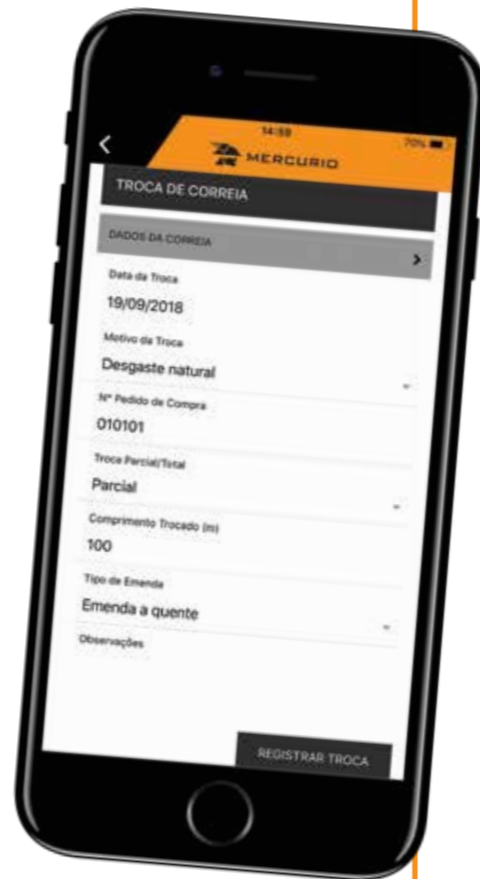 14:59
70%
MERCURIO
TROCA DE CORREIA
DADOS DA CORREIA
Data da Troca
19/09/2018
Motivo da Troca
Desgaste natural
Nº Pedido de Compra
010101
Troca Parcial/Total
Parcial
Comprimento Trocado (m)
100
Tipo de Emenda
Emenda a quente
Observações
REGISTRAR TROCA